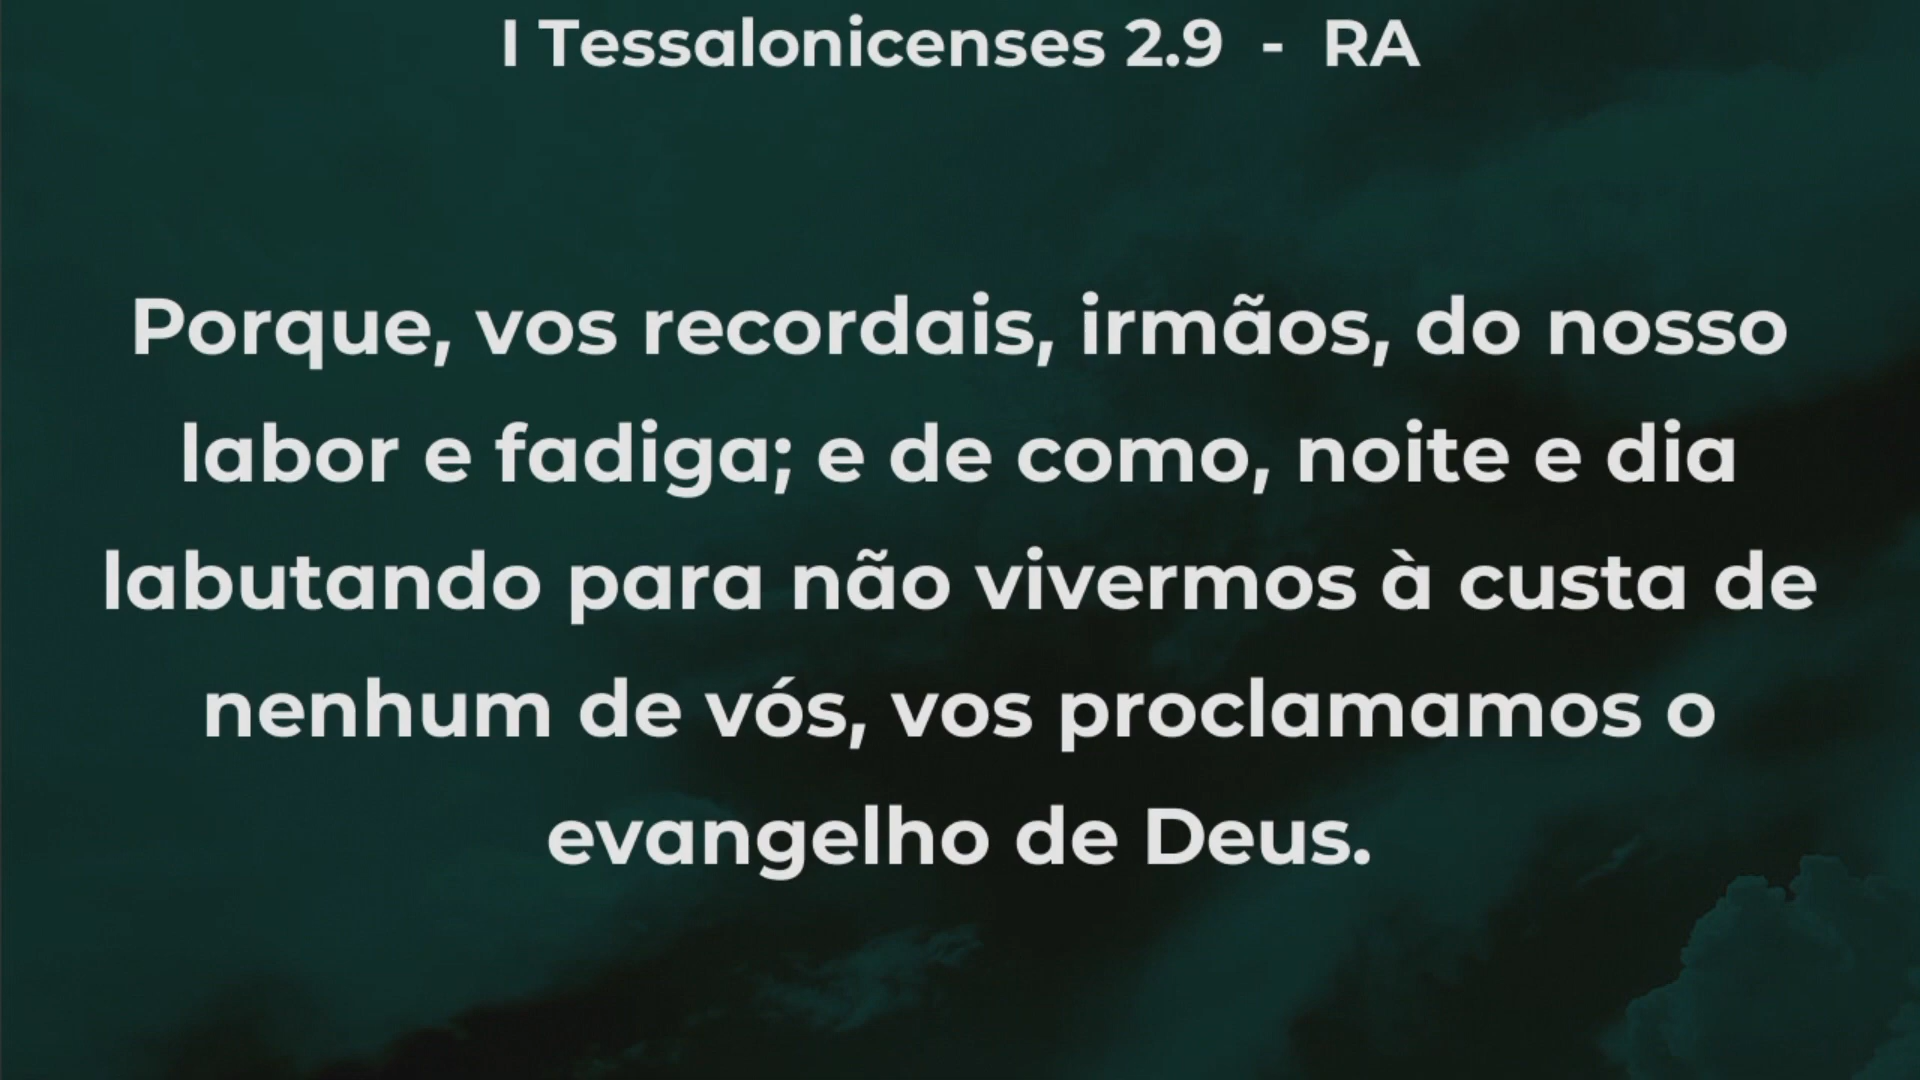 I Tessalonicenses 2.9 - RA
Porque, vos recordais, irmãos, do nosso
labor e fadiga; e de como, noite e dia
labutando para não vivermos à custa de
nenhum de vós, vos proclamamos o
evangelho de Deus.